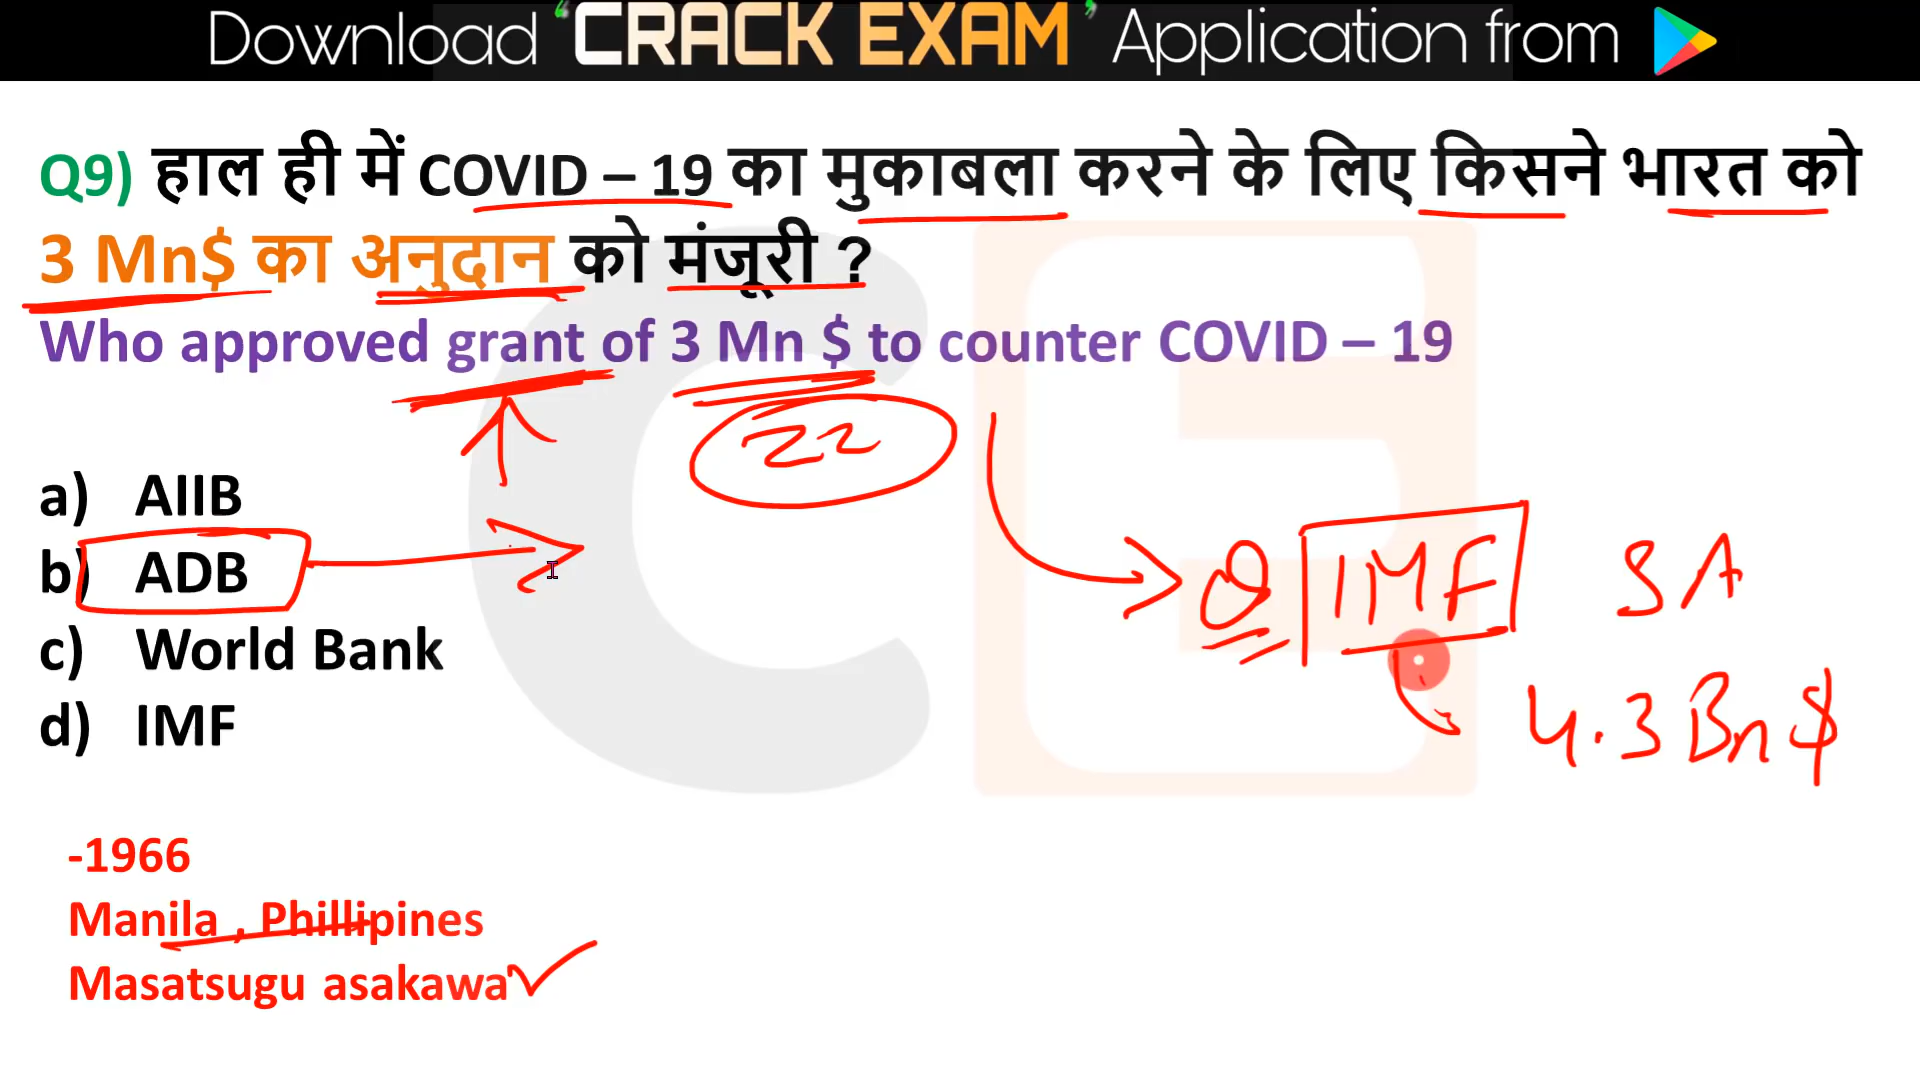 Download ‘CRACK EXAM’ Application from
Q9) हाल ही में COVID – 19 का मुकाबला करने के लिए किसने भारत को
3 Mn$ का अनुदान को मंजूरी ?
Who approved grant of 3 Mn $ to counter COVID – 19
22
a) AIIB
b) ADB
c) World Bank
d) IMF
Q IMF SA
4.3 Bn $
-1966
Manila , Phillipines
Masatsugu asakawa